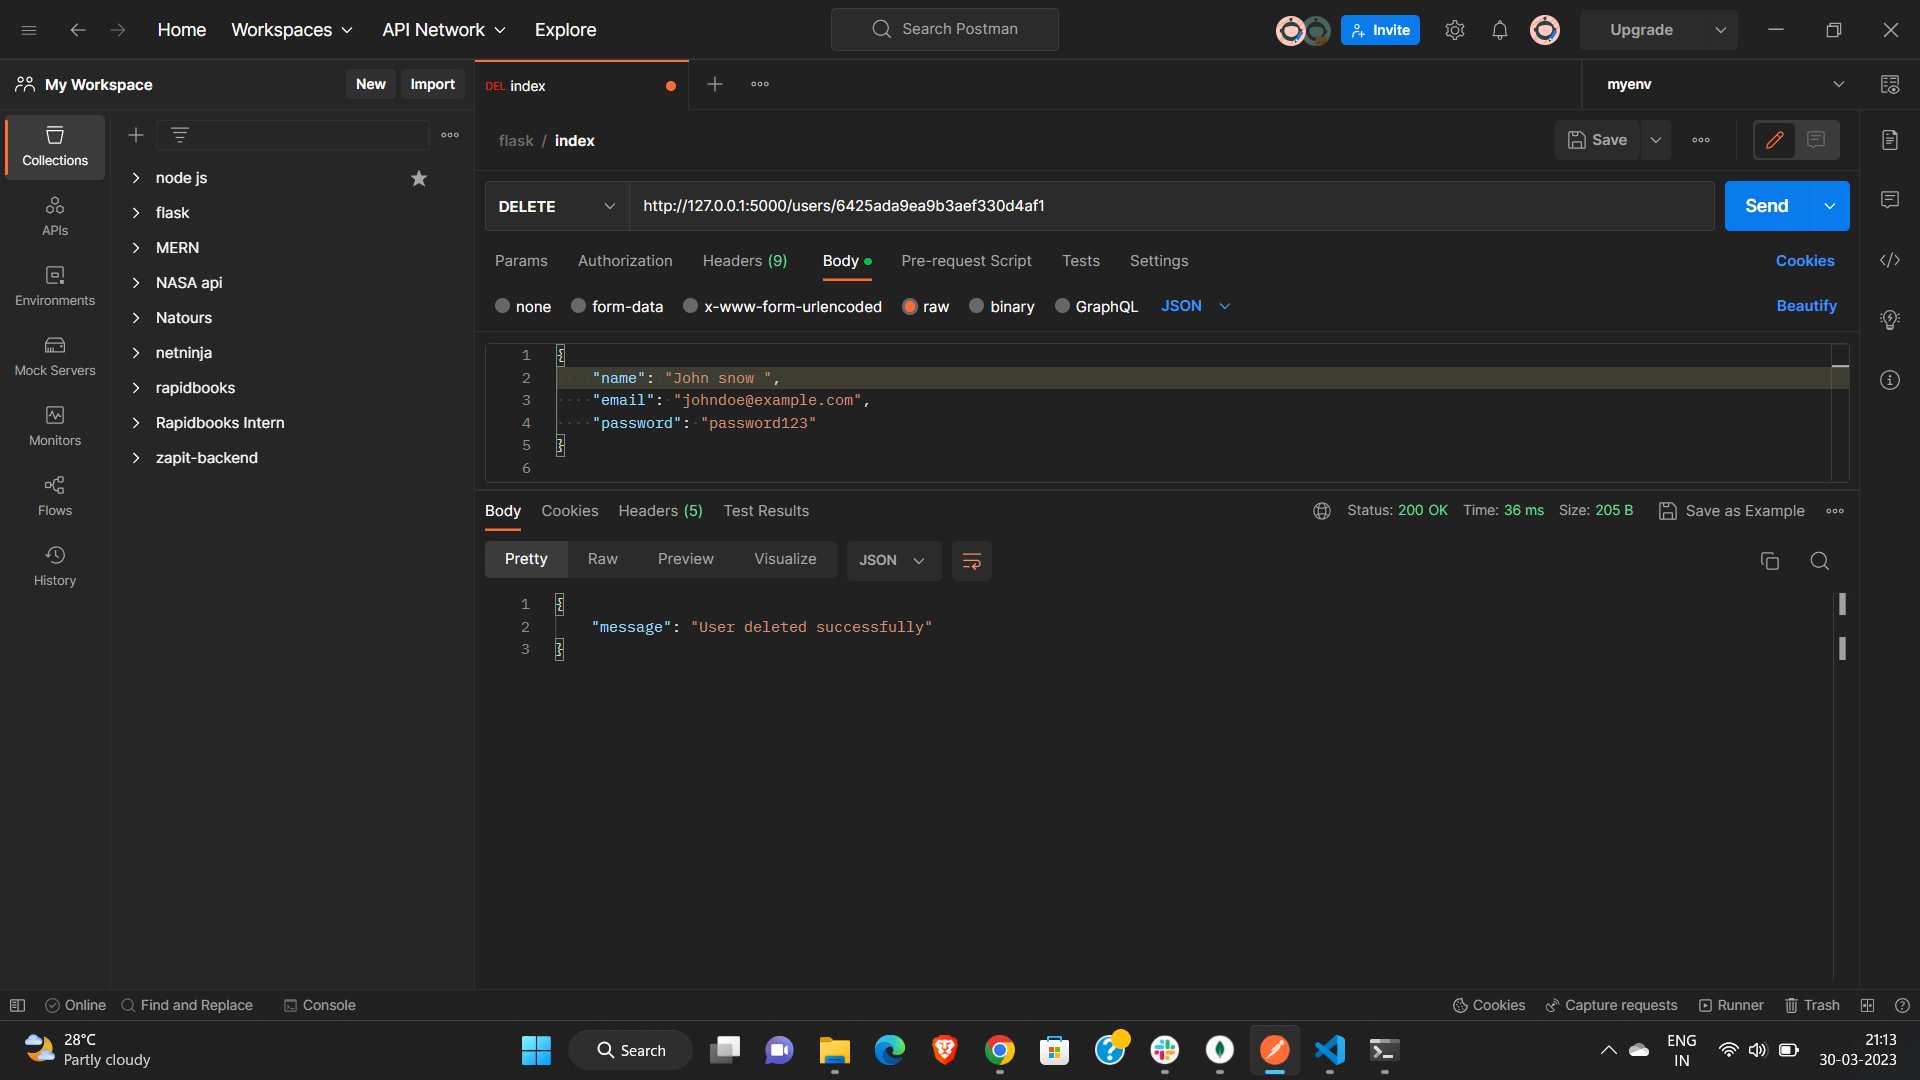 Home Workspaces API Network Explore
Search Postman
Invite Upgrade
My Workspace New Import
DEL index
myenv
Collections
APIs
Environments
Mock Servers
Monitors
Flows
History
node js
flask
MERN
NASA api
Natours
netninja
rapidbooks
Rapidbooks Intern
zapit-backend
flask / index
Save
DELETE http://127.0.0.1:5000/users/6425ada9ea9b3aef330d4af1 Send
Params Authorization Headers (9) Body Pre-request Script Tests Settings Cookies
none form-data x-www-form-urlencoded raw binary GraphQL JSON Beautify
1 {
2 "name": "John snow ",
3 "email": "johndoe@example.com",
4 "password": "password123"
5 }
6
Body Cookies Headers (5) Test Results Status: 200 OK Time: 36 ms Size: 205 B Save as Example
Pretty Raw Preview Visualize JSON
1 {
2 "message": "User deleted successfully"
3 }
Online Find and Replace Console Cookies Capture requests Runner Trash
28°C
Partly cloudy
Search
ENG
IN
21:13
30-03-2023